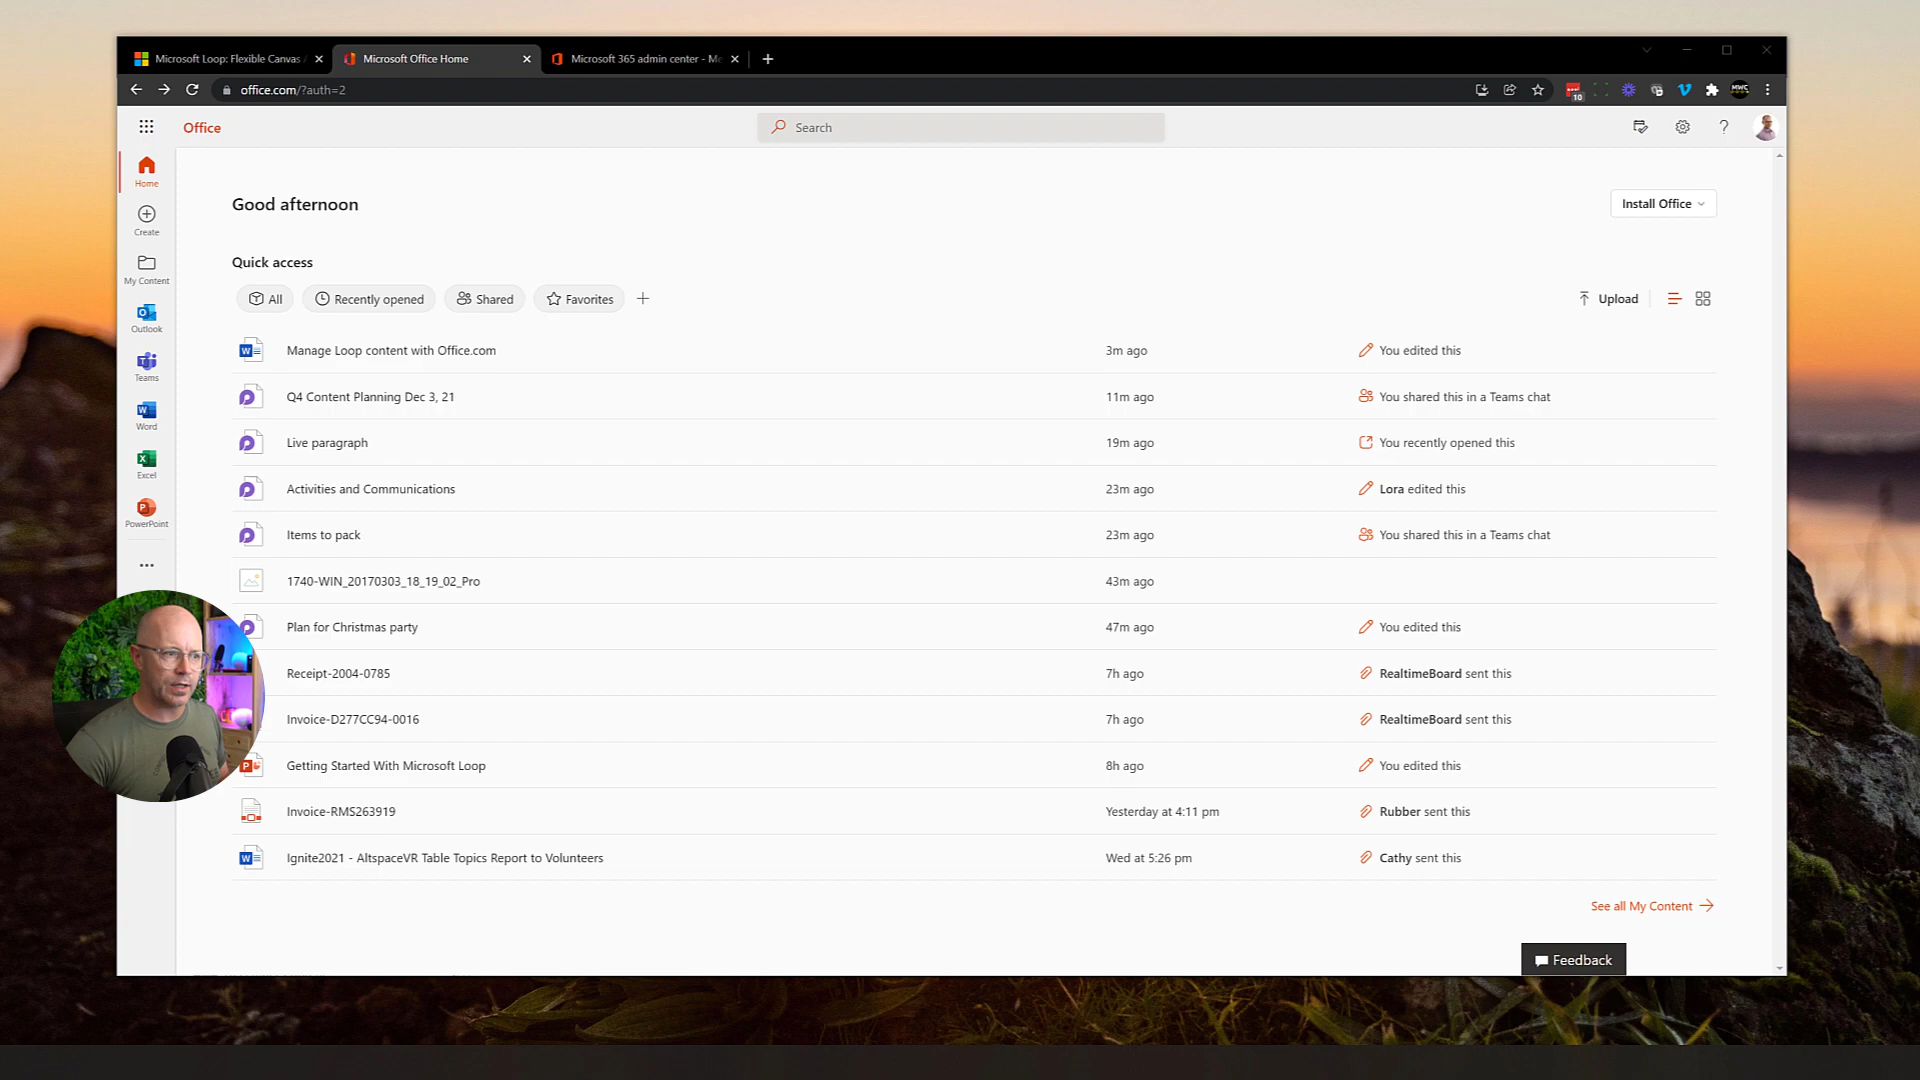 Microsoft Loop: Flexible Canvas
Microsoft Office Home
Microsoft 365 admin center - Me
office.com/?auth=2
10
MWC
Office
Search
Home
Good afternoon
Install Office
Create
Quick access
My Content
All
Recently opened
Shared
Favorites
Upload
Outlook
Manage Loop content with Office.com 3m ago You edited this
Teams
Q4 Content Planning Dec 3, 21 11m ago You shared this in a Teams chat
Word
Live paragraph 19m ago You recently opened this
Excel
Activities and Communications 23m ago Lora edited this
PowerPoint
Items to pack 23m ago You shared this in a Teams chat
1740-WIN_20170303_18_19_02_Pro 43m ago
Plan for Christmas party 47m ago You edited this
Receipt-2004-0785 7h ago RealtimeBoard sent this
Invoice-D277CC94-0016 7h ago RealtimeBoard sent this
Getting Started With Microsoft Loop 8h ago You edited this
Invoice-RMS263919 Yesterday at 4:11 pm Rubber sent this
Ignite2021 - AltspaceVR Table Topics Report to Volunteers Wed at 5:26 pm Cathy sent this
See all My Content
Feedback